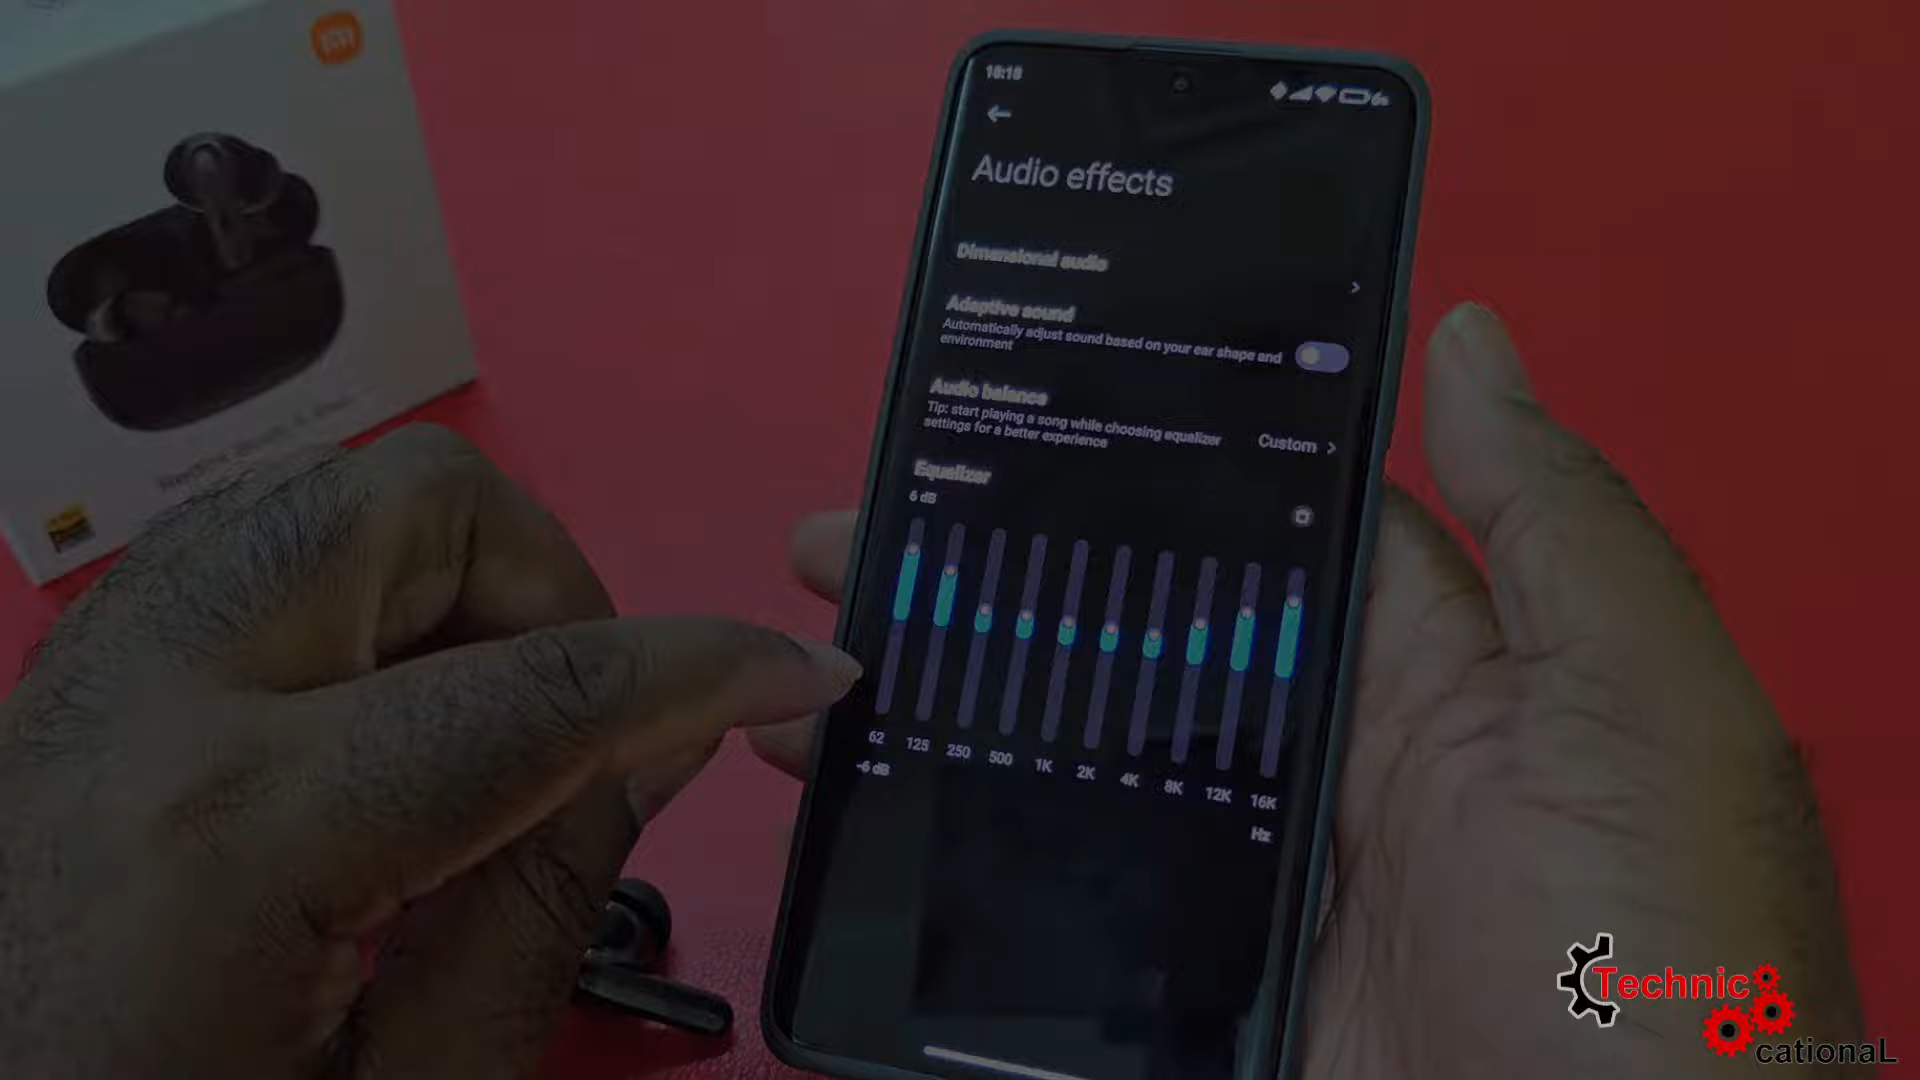 18:18
Audio effects
Dimensional audio
Adaptive sound
Automatically adjust sound based on your ear shape and
environment
Audio balance
Tip: start playing a song while choosing equalizer
settings for a better experience
Custom
Equalizer
6 dB
62 125 250 500 1K 2K 4K 8K 12K 16K
-6 dB
Hz
Technic
cationaL